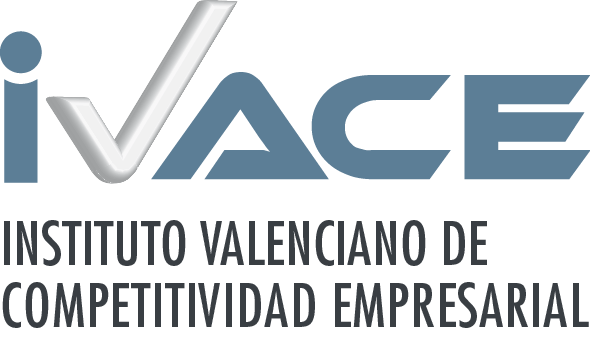 iVACE
INSTITUTO VALENCIANO DE
COMPETITIVIDAD EMPRESARIAL